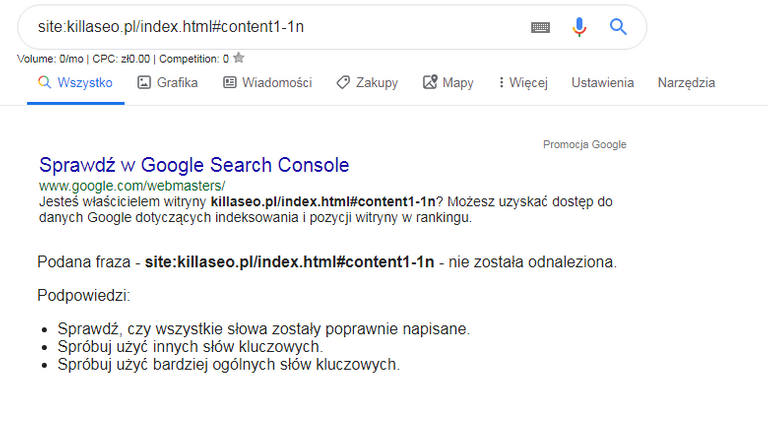 site:killaseo.pl/index.html#content1-1n
Volume: 0/mo | CPC: zł0.00 | Competition: 0
Wszystko Grafika Wiadomości Zakupy Mapy Więcej Ustawienia Narzędzia
Promocja Google
Sprawdź w Google Search Console
www.google.com/webmasters/
Jesteś właścicielem witryny killaseo.pl/index.html#content1-1n? Możesz uzyskać dostęp do
danych Google dotyczących indeksowania i pozycji witryny w rankingu.
Podana fraza - site:killaseo.pl/index.html#content1-1n - nie została odnaleziona.
Podpowiedzi:
• Sprawdź, czy wszystkie słowa zostały poprawnie napisane.
• Spróbuj użyć innych słów kluczowych.
• Spróbuj użyć bardziej ogólnych słów kluczowych.